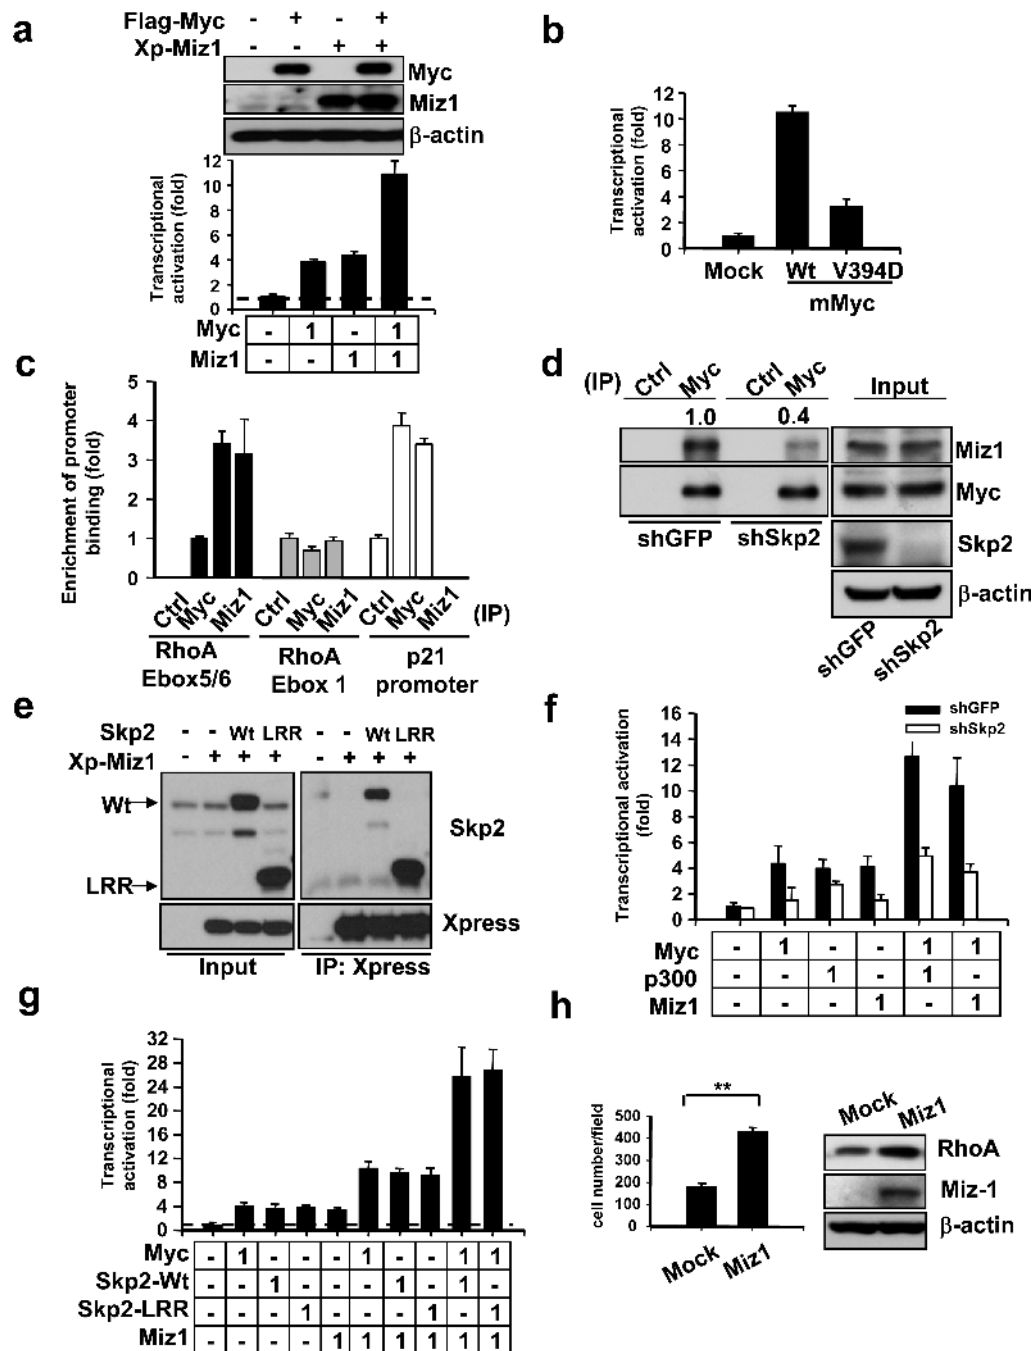 a
Flag-Myc - + - +
Xp-Miz1 - - + +
Myc
Miz1
β-actin
Transcriptional
activation (fold)
12
10
8
6
4
2
0
Myc - 1 - 1
Miz1 - - 1 1
b
Transcriptional
activation (fold)
12
10
8
6
4
2
0
Mock Wt V394D
mMyc
c
Enrichment of promoter
binding (fold)
5
4
3
2
1
0
Ctrl Myc Miz1 Ctrl Myc Miz1 Ctrl Myc Miz1 (IP)
RhoA
Ebox5/6
RhoA
Ebox 1
p21
promoter
d
(IP) Ctrl Myc Ctrl Myc Input
1.0 0.4
Miz1
Myc
shGFP shSkp2
Skp2
β-actin
shGFP shSkp2
e
Skp2 - - Wt LRR - - Wt LRR
Xp-Miz1 - + + + - + + +
Wt
Skp2
LRR
Xpress
Input IP: Xpress
f
shGFP
shSkp2
Transcriptional activation
(fold)
16
14
12
10
8
6
4
2
0
Myc - 1 - - 1 1
p300 - - 1 - 1 -
Miz1 - - - 1 - 1
g
Transcriptional
activation (fold)
32
28
24
20
16
12
8
4
0
Myc - 1 - - - 1 - - 1 1
Skp2-Wt - - 1 - - - 1 - 1 -
Skp2-LRR - - - 1 - - - 1 - 1
Miz1 - - - - 1 1 1 1 1 1
h
cell number/field
500
400
300
200
100
0
**
Mock Miz1
Mock Miz1
RhoA
Miz-1
β-actin